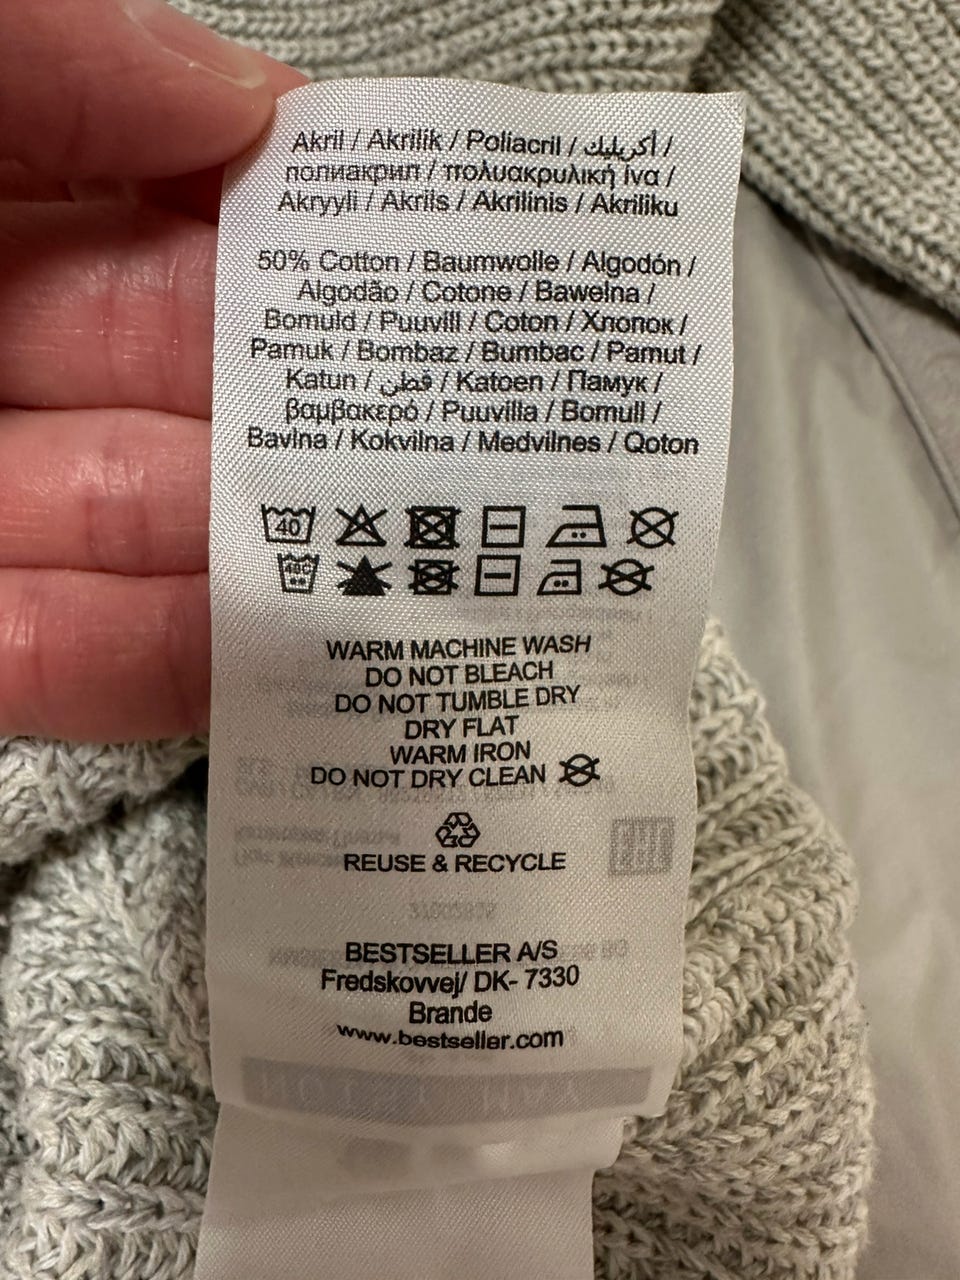 Akril / Akrilik / Poliacril / أكريليك /
полиакрил / πολυακρυλική ίνα /
Akryyli / Akrils / Akrilinis / Akriliku
50% Cotton / Baumwolle / Algodón /
Algodão / Cotone / Bawełna /
Bomuld / Puuvill / Coton / Хлопок /
Pamuk / Bombaž / Bumbac / Pamut /
Katun / قطن / Katoen / Памук /
βαμβακερό / Puuvilla / Bomull /
Bavlna / Kokvilna / Medvilnes / Qoton
40
WARM MACHINE WASH
DO NOT BLEACH
DO NOT TUMBLE DRY
DRY FLAT
WARM IRON
DO NOT DRY CLEAN
REUSE & RECYCLE
BESTSELLER A/S
Fredskovvej/ DK- 7330
Brande
www.bestseller.com